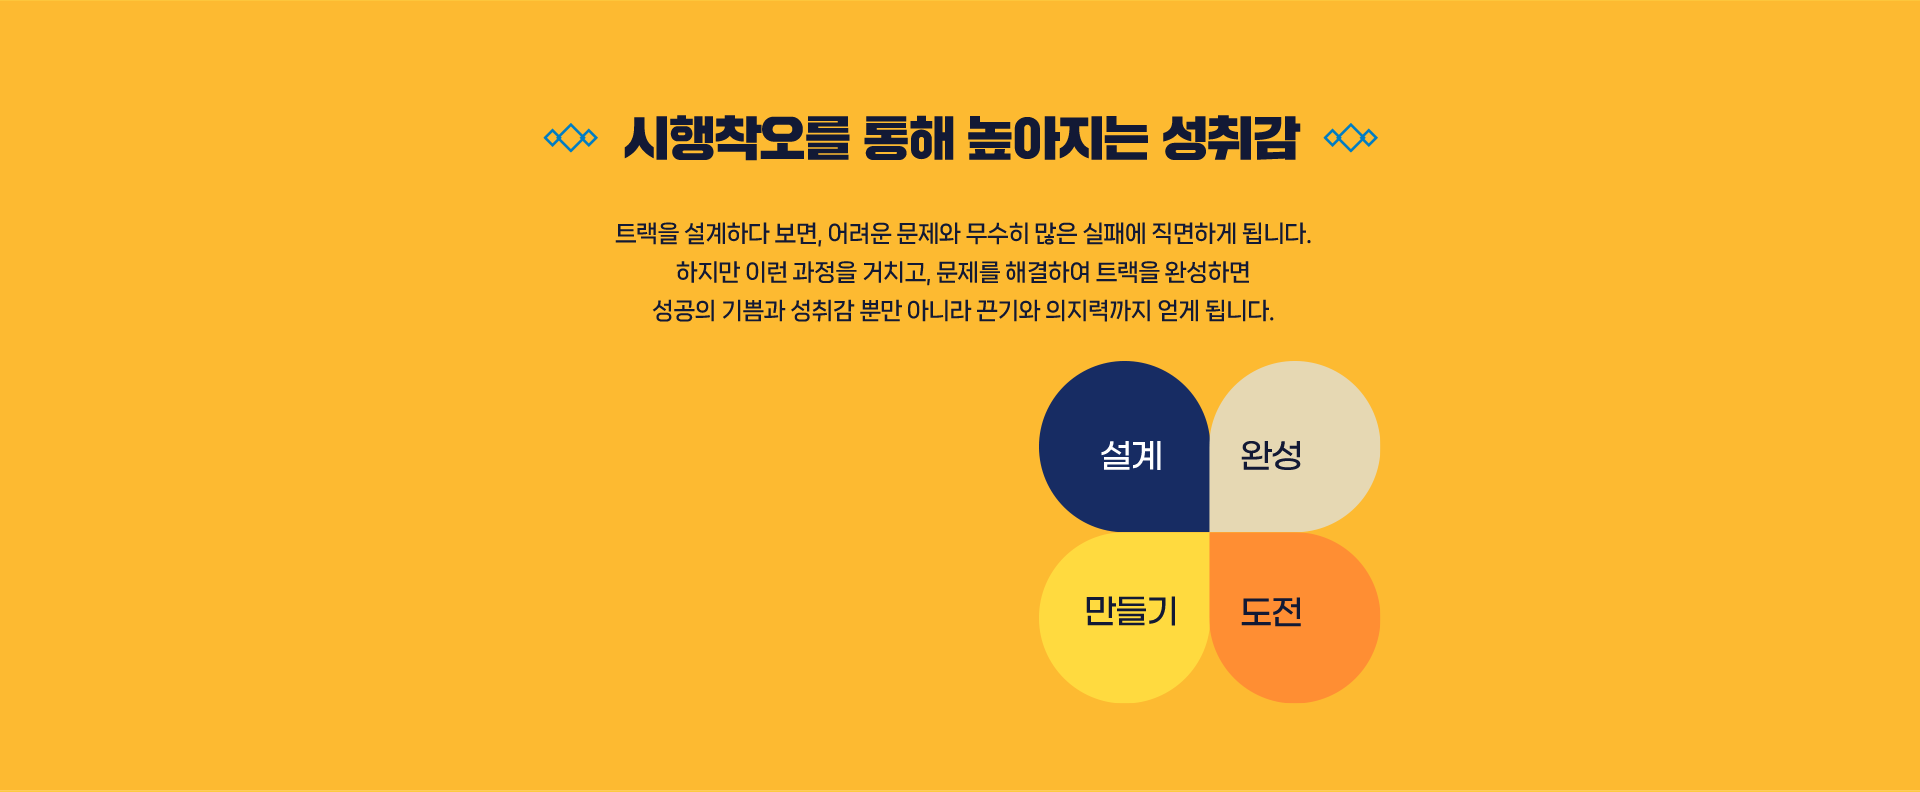 시행착오를 통해 높아지는 성취감
트랙을 설계하다 보면, 어려운 문제와 무수히 많은 실패에 직면하게 됩니다.
하지만 이런 과정을 거치고, 문제를 해결하여 트랙을 완성하면
성공의 기쁨과 성취감 뿐만 아니라 끈기와 의지력까지 얻게 됩니다.
설계
완성
만들기
도전